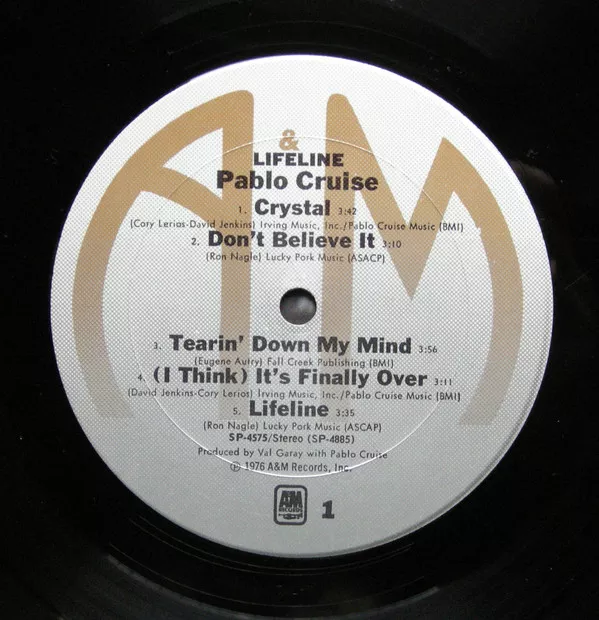 A & M
LIFELINE
Pablo Cruise
1. Crystal 3:42
(Cory Lerios-David Jenkins) Irving Music, Inc./Pablo Cruise Music (BMI)
2. Don't Believe It 3:10
(Ron Nagle) Lucky Pork Music (ASACP)
3. Tearin' Down My Mind 3:56
(Eugene Autry) Fall Creek Publishing (BMI)
4. (I Think) It's Finally Over 3:11
(David Jenkins-Cory Lerios) Irving Music, Inc./Pablo Cruise Music (BMI)
5. Lifeline 3:35
(Ron Nagle) Lucky Pork Music (ASCAP)
SP-4575/Stereo (SP-4885)
Produced by Val Garay with Pablo Cruise
℗ 1976 A&M Records, Inc.
A&M
RECORDS
1